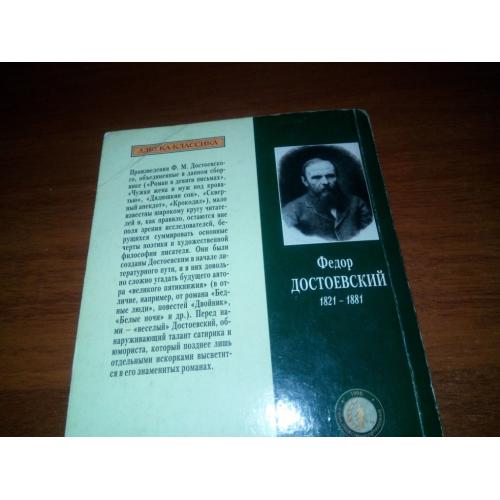 АЗБУКА-КЛАССИКА
Произведения Ф. М. Достоевско-
го, объединенные в данном сбор-
нике («Роман в девяти письмах»,
«Чужая жена и муж под крова-
тью», «Дядюшкин сон», «Сквер-
ный анекдот», «Крокодил»), мало
известны широкому кругу читате-
лей и, как правило, остаются вне
поля зрения исследователей, бе-
рущихся суммировать основные
черты поэтики и художественной
философии писателя. Они были
созданы Достоевским в начале ли-
тературного пути, и в них доволь-
но сложно угадать будущего авто-
ра «великого пятикнижия» (в от-
личие, например, от романа «Бед-
ные люди», повестей «Двойник»,
«Белые ночи» и др.). Перед на-
ми – «веселый» Достоевский, об-
наруживающий талант сатирика и
юмориста, который позднее лишь
отдельными искорками высветит-
ся в его знаменитых романах.
Федор
ДОСТОЕВСКИЙ
1821 – 1881
1996